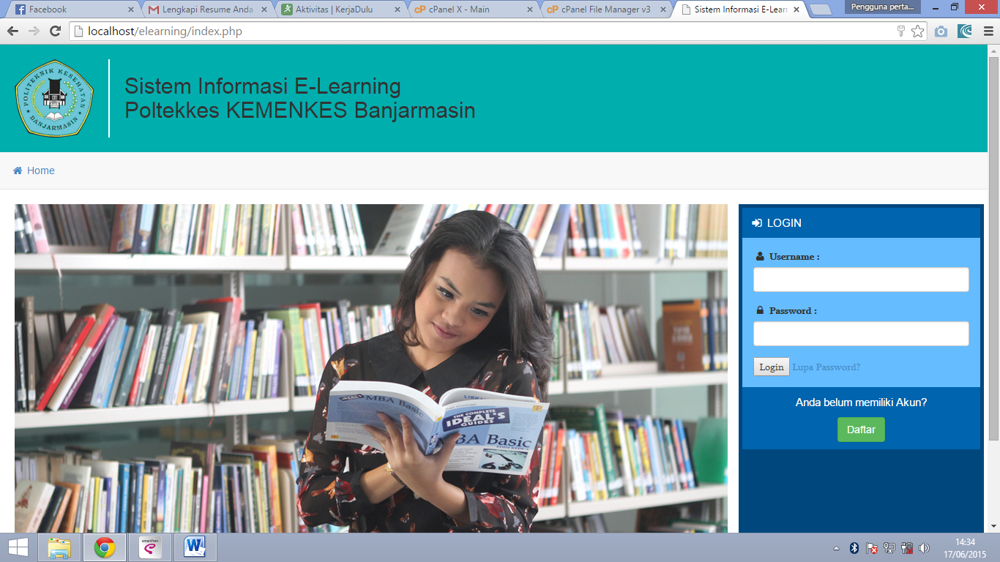 Facebook
Lengkapi Resume Anda
Aktivitas | KerjaDulu
cPanel X - Main
cPanel File Manager v3
Sistem Informasi E-Lear
Pengguna perta...
localhost/elearning/index.php
POLITEKNIK KESEHATAN
BANJARMASIN
Sistem Informasi E-Learning
Poltekkes KEMENKES Banjarmasin
Home
LOGIN
Username :
Password :
Login Lupa Password?
Anda belum memiliki Akun?
Daftar
MBA Basic
THE COMPLETE
IDEAL'S
GUIDES
BA Basic
smartfren
14:34
17/06/2015